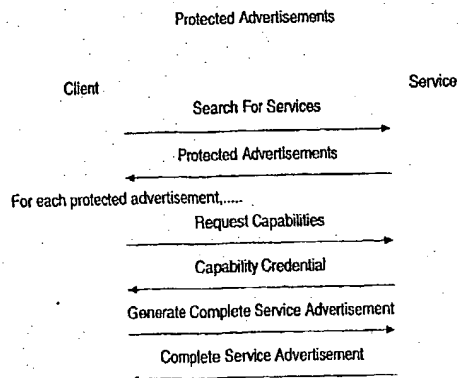 Protected Advertisements
Client
Service
Search For Services
Protected Advertisements
For each protected advertisement,.....
Request Capabilities
Capability Credential
Generate Complete Service Advertisement
Complete Service Advertisement